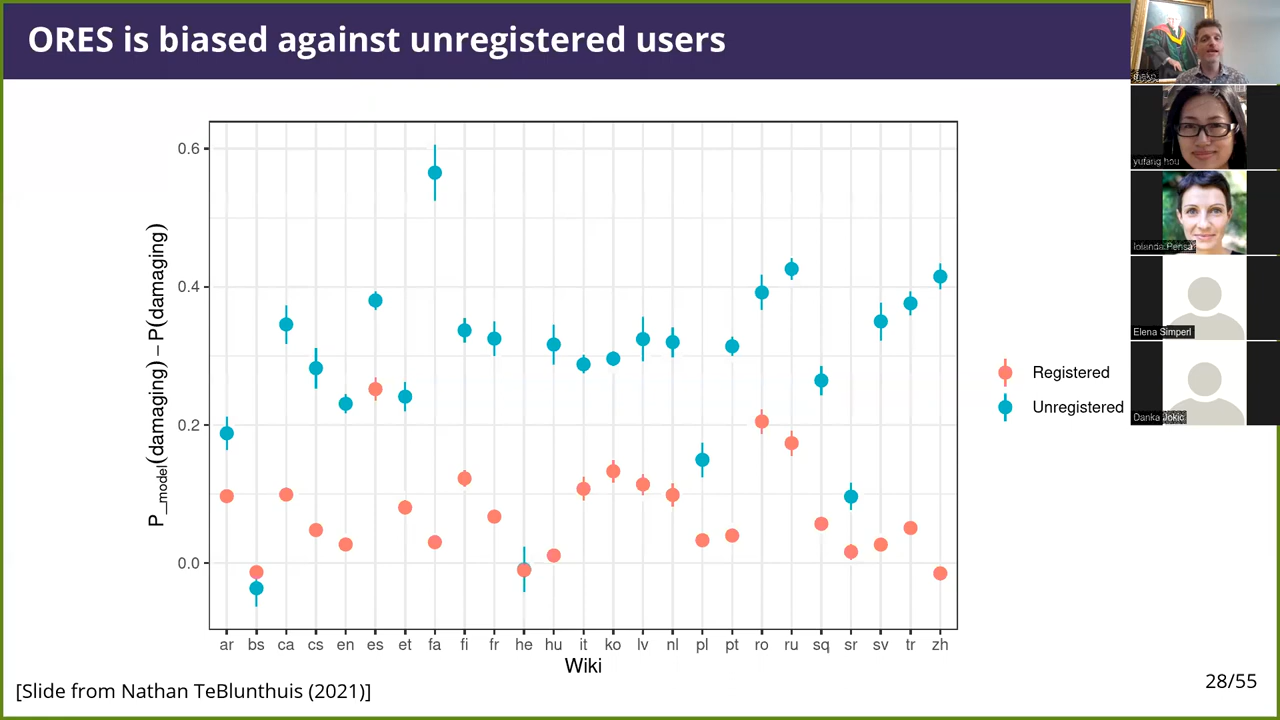 ORES is biased against unregistered users
P_model(damaging) − P(damaging)
0.6
0.4
0.2
0.0
ar bs ca cs en es et fa fi fr he hu it ko lv nl pl pt ro ru sq sr sv tr zh
Wiki
Registered
Unregistered
[Slide from Nathan TeBlunthuis (2021)]
28/55
mako
yufang hou
Iolanda Pensa
Elena Simperl
Danka Jokic